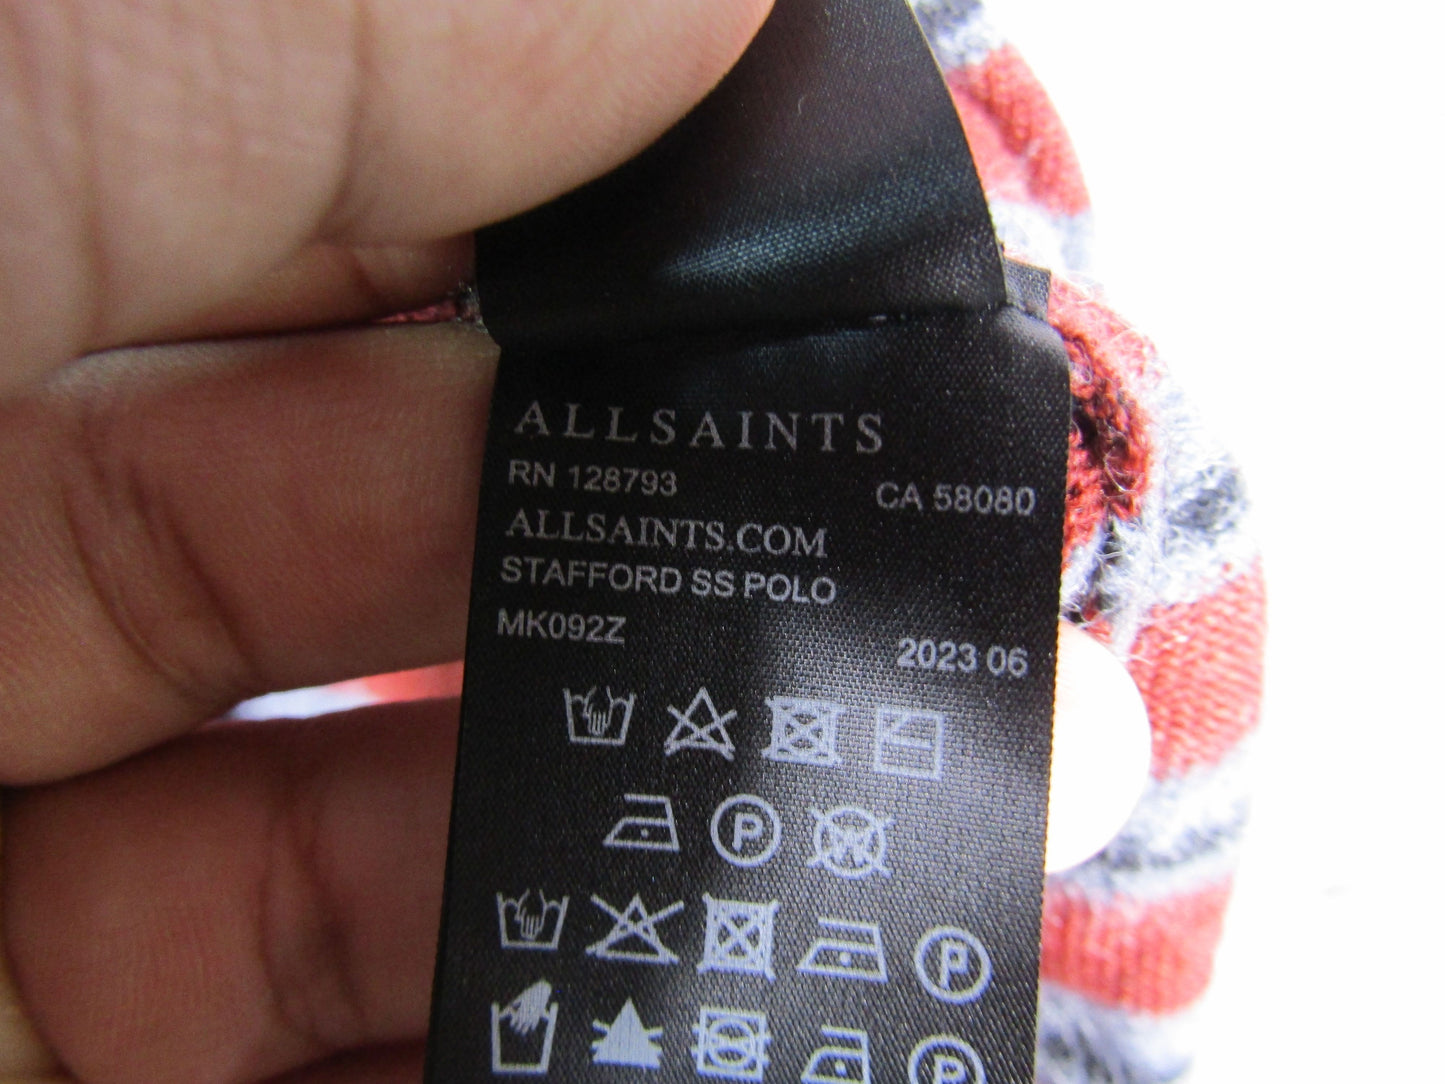 ALLSAINTS
RN 128793 CA 58080
ALLSAINTS.COM
STAFFORD SS POLO
MK092Z 2023 06
P W
P
P